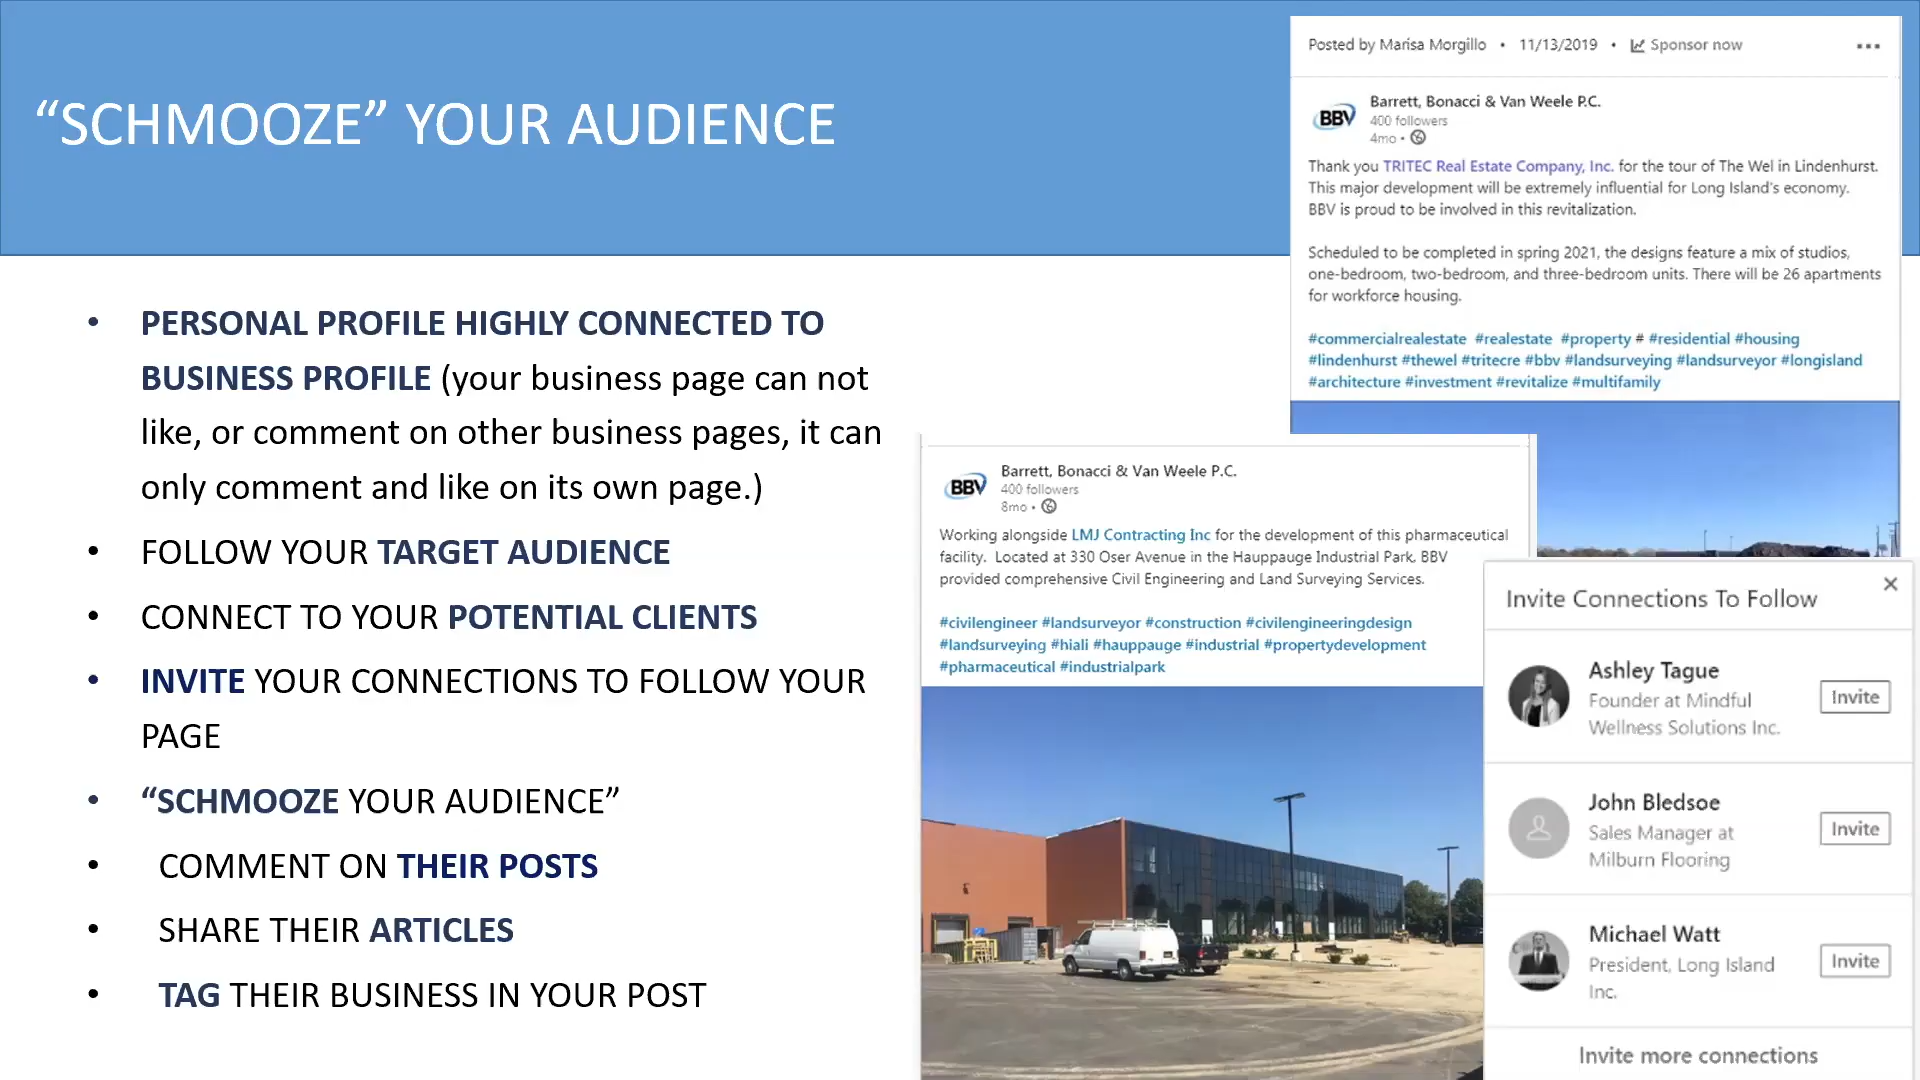 “SCHMOOZE” YOUR AUDIENCE
• PERSONAL PROFILE HIGHLY CONNECTED TO
BUSINESS PROFILE (your business page can not
like, or comment on other business pages, it can
only comment and like on its own page.)
• FOLLOW YOUR TARGET AUDIENCE
• CONNECT TO YOUR POTENTIAL CLIENTS
• INVITE YOUR CONNECTIONS TO FOLLOW YOUR
PAGE
• “SCHMOOZE YOUR AUDIENCE”
• COMMENT ON THEIR POSTS
• SHARE THEIR ARTICLES
• TAG THEIR BUSINESS IN YOUR POST
Posted by Marisa Morgillo • 11/13/2019 • Sponsor now
BBV
Barrett, Bonacci & Van Weele P.C.
400 followers
4mo •
Thank you TRITEC Real Estate Company, Inc. for the tour of The Wel in Lindenhurst.
This major development will be extremely influential for Long Island's economy.
BBV is proud to be involved in this revitalization.
Scheduled to be completed in spring 2021, the designs feature a mix of studios,
one-bedroom, two-bedroom, and three-bedroom units. There will be 26 apartments
for workforce housing.
#commercialrealestate #realestate #property # #residential #housing
#lindenhurst #thewel #tritecre #bbv #landsurveying #landsurveyor #longisland
#architecture #investment #revitalize #multifamily
BBV
Barrett, Bonacci & Van Weele P.C.
400 followers
8mo •
Working alongside LMJ Contracting Inc for the development of this pharmaceutical
facility. Located at 330 Oser Avenue in the Hauppauge Industrial Park, BBV
provided comprehensive Civil Engineering and Land Surveying Services.
#civilengineer #landsurveyor #construction #civilengineeringdesign
#landsurveying #hiali #hauppauge #industrial #propertydevelopment
#pharmaceutical #industrialpark
Invite Connections To Follow
Ashley Tague
Founder at Mindful
Wellness Solutions Inc.
Invite
John Bledsoe
Sales Manager at
Milburn Flooring
Invite
Michael Watt
President, Long Island
Inc.
Invite
Invite more connections